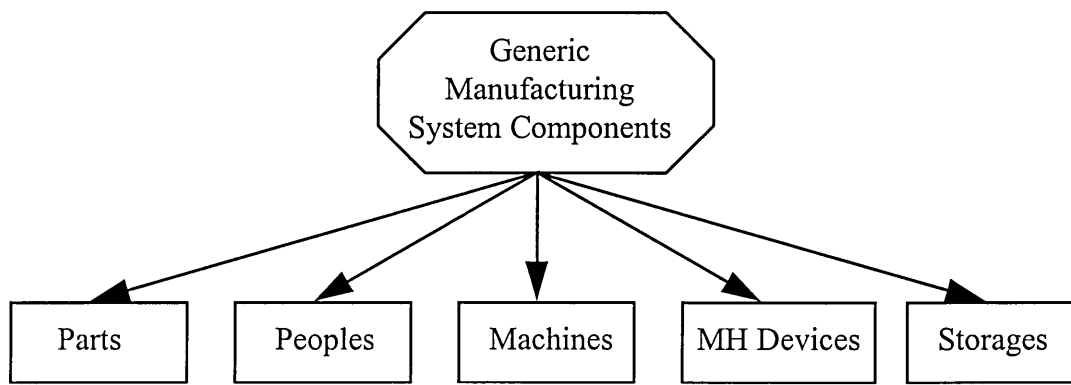 Generic
Manufacturing
System Components
Parts
Peoples
Machines
MH Devices
Storages